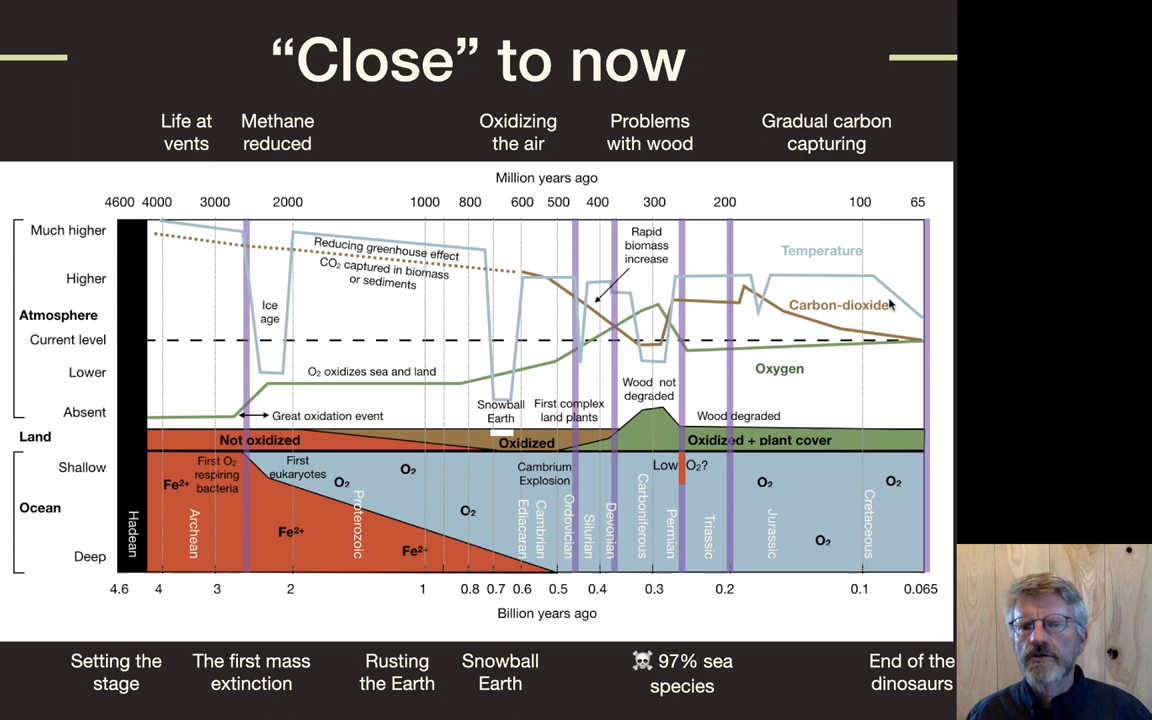 “Close” to now
Life at
vents
Methane
reduced
Oxidizing
the air
Problems
with wood
Gradual carbon
capturing
Million years ago
4600 4000 3000 2000 1000 800 600 500 400 300 200 100 65
Much higher
Higher
Atmosphere
Current level
Lower
Absent
Land
Shallow
Ocean
Deep
Reducing greenhouse effect
CO₂ captured in biomass
or sediments
Rapid
biomass
increase
Temperature
Carbon-dioxide
Oxygen
Ice
age
O₂ oxidizes sea and land
Great oxidation event
Snowball
Earth
First complex
land plants
Wood not
degraded
Wood degraded
Not oxidized
Oxidized
Oxidized + plant cover
First O₂
respiring
bacteria
First
eukaryotes
Cambrium
Explosion
Low O₂?
Fe²⁺
Fe²⁺
Fe²⁺
O₂
O₂
O₂
O₂
O₂
O₂
Hadean
Archean
Proterozoic
Ediacaran
Cambrian
Ordovician
Silurian
Devonian
Carboniferous
Permian
Triassic
Jurassic
Cretaceous
4.6 4 3 2 1 0.8 0.7 0.6 0.5 0.4 0.3 0.2 0.1 0.065
Billion years ago
Setting the
stage
The first mass
extinction
Rusting
the Earth
Snowball
Earth
☠️ 97% sea
species
End of the
dinosaurs